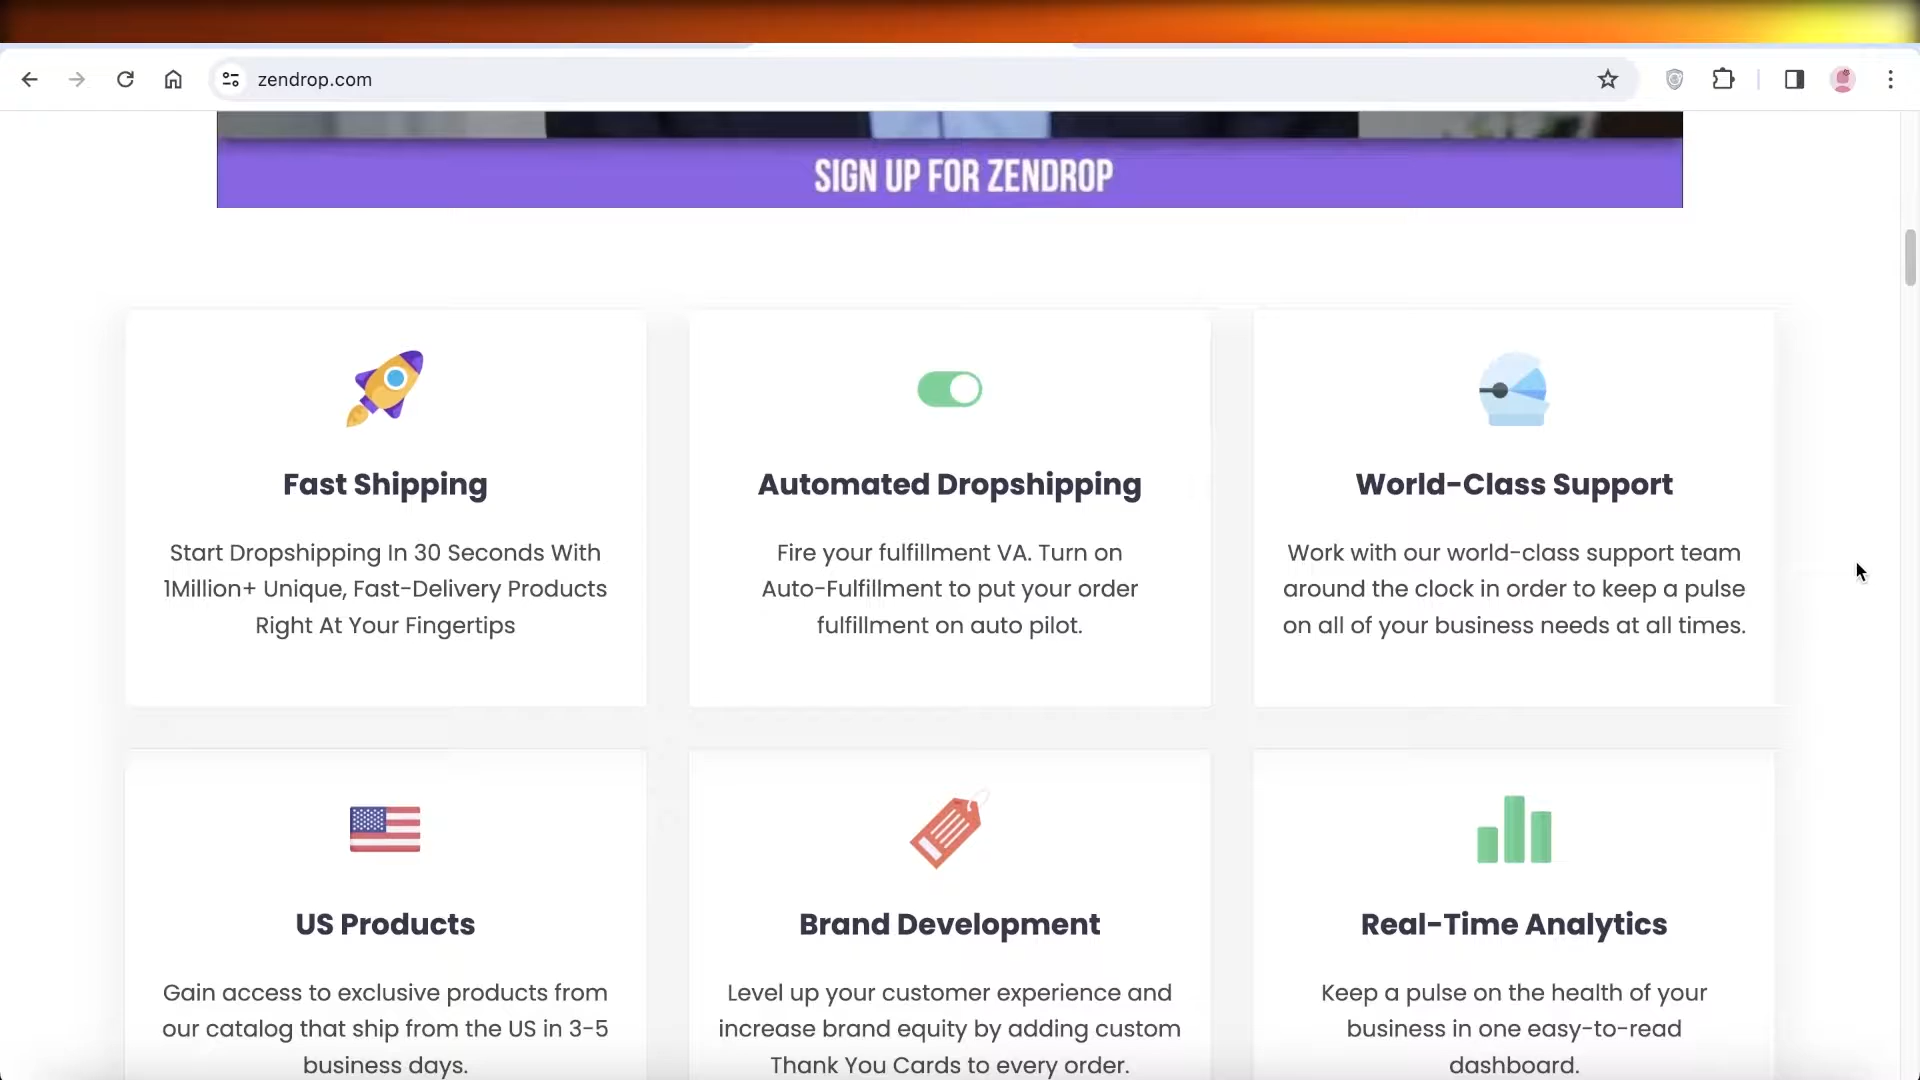 zendrop.com
SIGN UP FOR ZENDROP
Fast Shipping
Start Dropshipping In 30 Seconds With
1Million+ Unique, Fast-Delivery Products
Right At Your Fingertips
Automated Dropshipping
Fire your fulfillment VA. Turn on
Auto-Fulfillment to put your order
fulfillment on auto pilot.
World-Class Support
Work with our world-class support team
around the clock in order to keep a pulse
on all of your business needs at all times.
US Products
Gain access to exclusive products from
our catalog that ship from the US in 3-5
business days.
Brand Development
Level up your customer experience and
increase brand equity by adding custom
Thank You Cards to every order.
Real-Time Analytics
Keep a pulse on the health of your
business in one easy-to-read
dashboard.